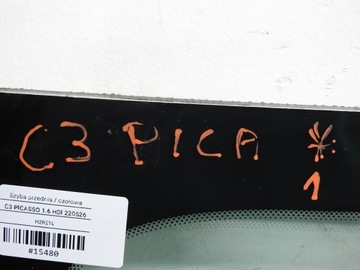 C3 PICA *
1
Szyba przednia / czołowa
C3 PICASSO 1.6 HDI 220526
#15480